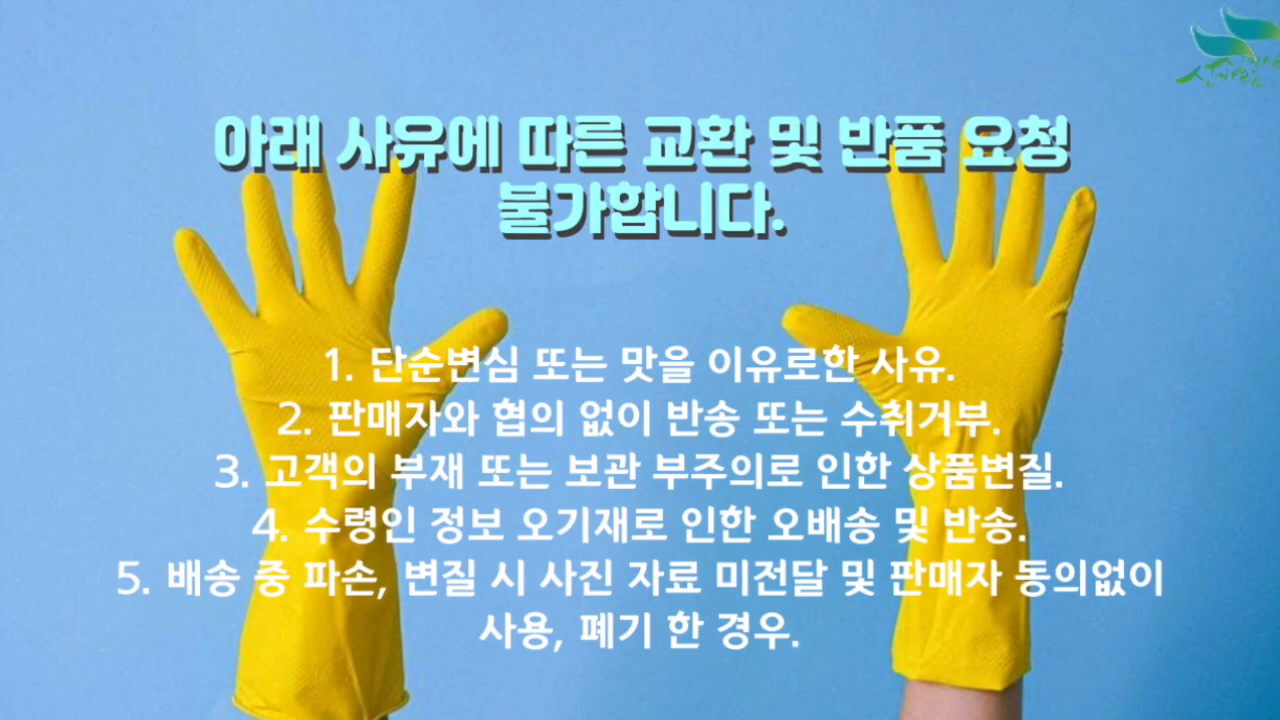 아래 사유에 따른 교환 및 반품 요청
불가합니다.
1. 단순변심 또는 맛을 이유로한 사유.
2. 판매자와 협의 없이 반송 또는 수취거부.
3. 고객의 부재 또는 보관 부주의로 인한 상품변질.
4. 수령인 정보 오기재로 인한 오배송 및 반송.
5. 배송 중 파손, 변질 시 사진 자료 미전달 및 판매자 동의없이
사용, 폐기 한 경우.